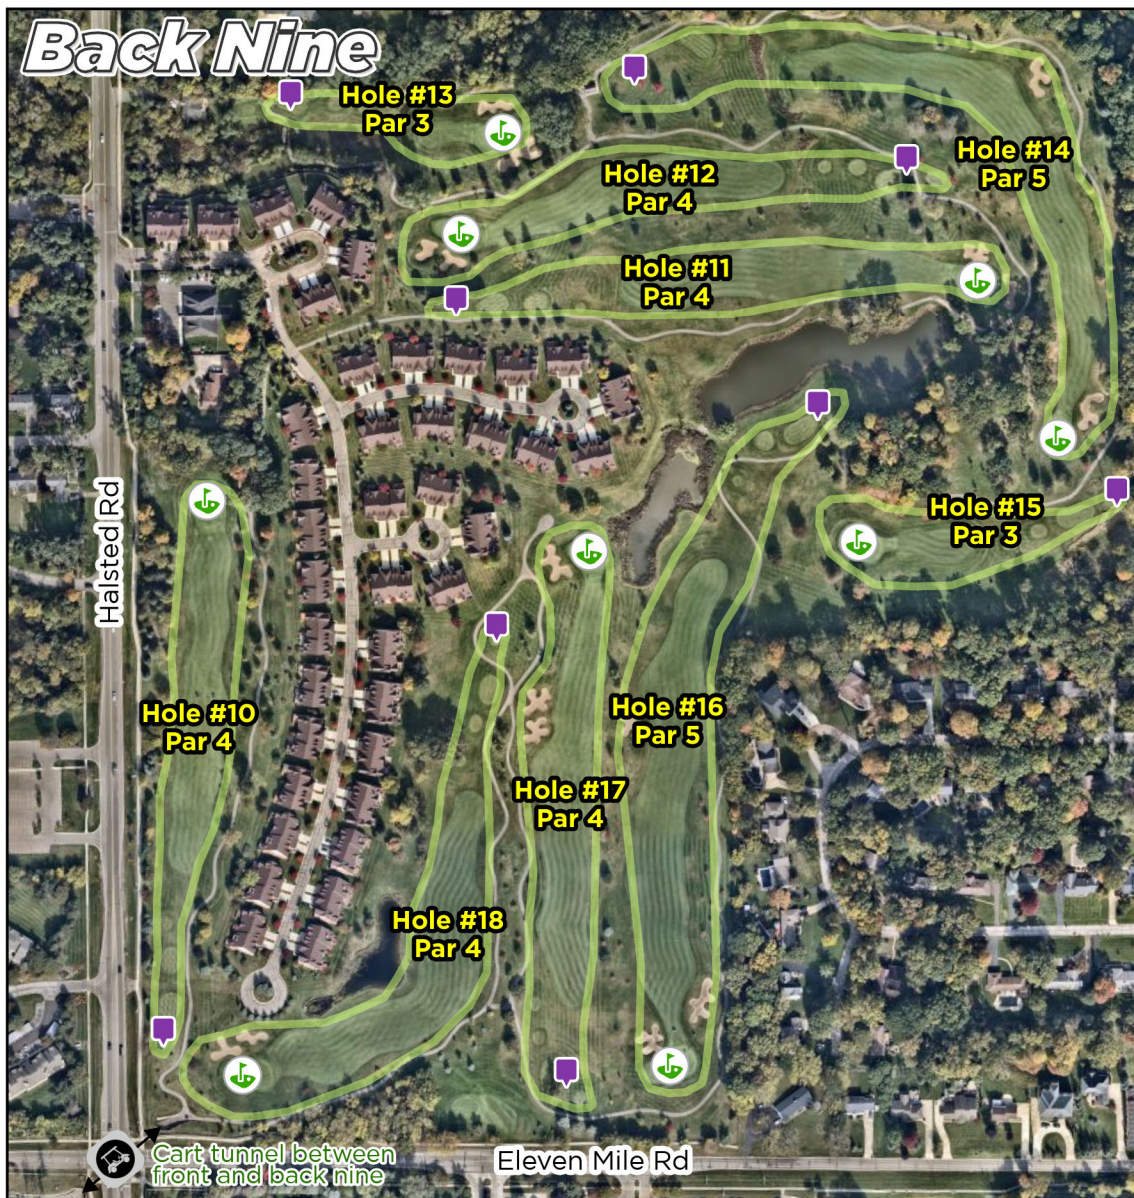 Back Nine
Hole #13
Par 3
Hole #14
Par 5
Hole #12
Par 4
Hole #11
Par 4
Hole #15
Par 3
Halsted Rd
Hole #10
Par 4
Hole #16
Par 5
Hole #17
Par 4
Hole #18
Par 4
Cart tunnel between
front and back nine
Eleven Mile Rd